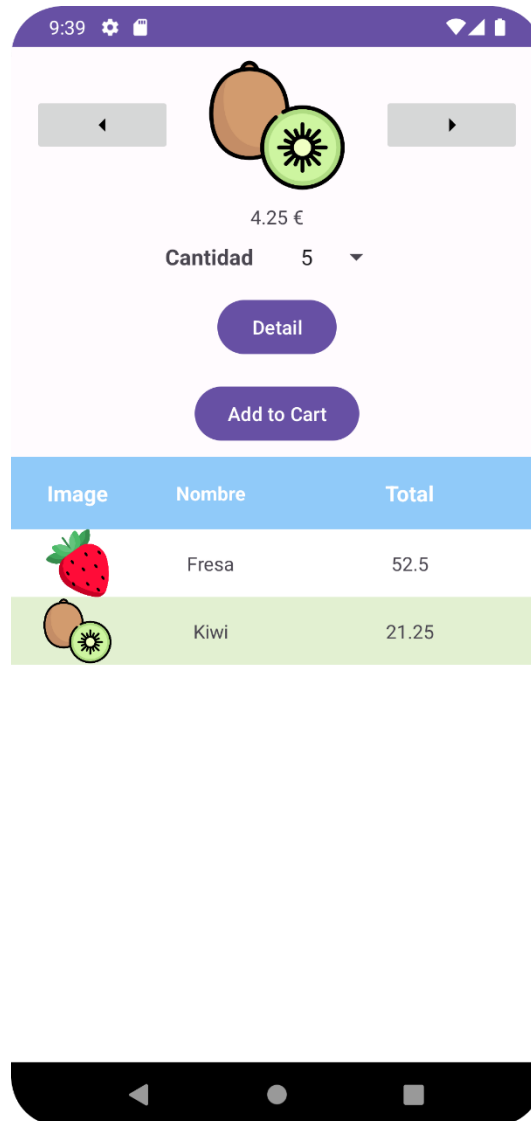 9:39
4.25 €
Cantidad 5
Detail
Add to Cart
Image Nombre Total
Fresa 52.5
Kiwi 21.25